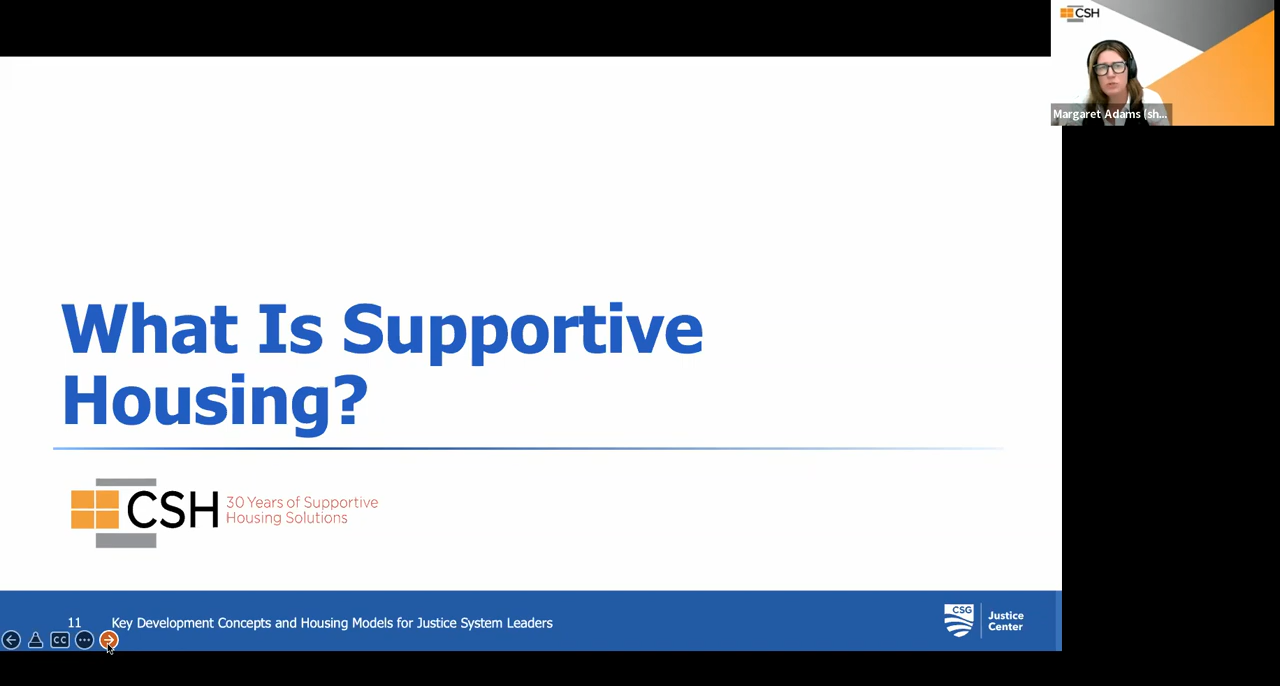 CSH
Margaret Adams (sh...
What Is Supportive
Housing?
CSH
30 Years of Supportive
Housing Solutions
11
Key Development Concepts and Housing Models for Justice System Leaders
CSG
Justice
Center
CC